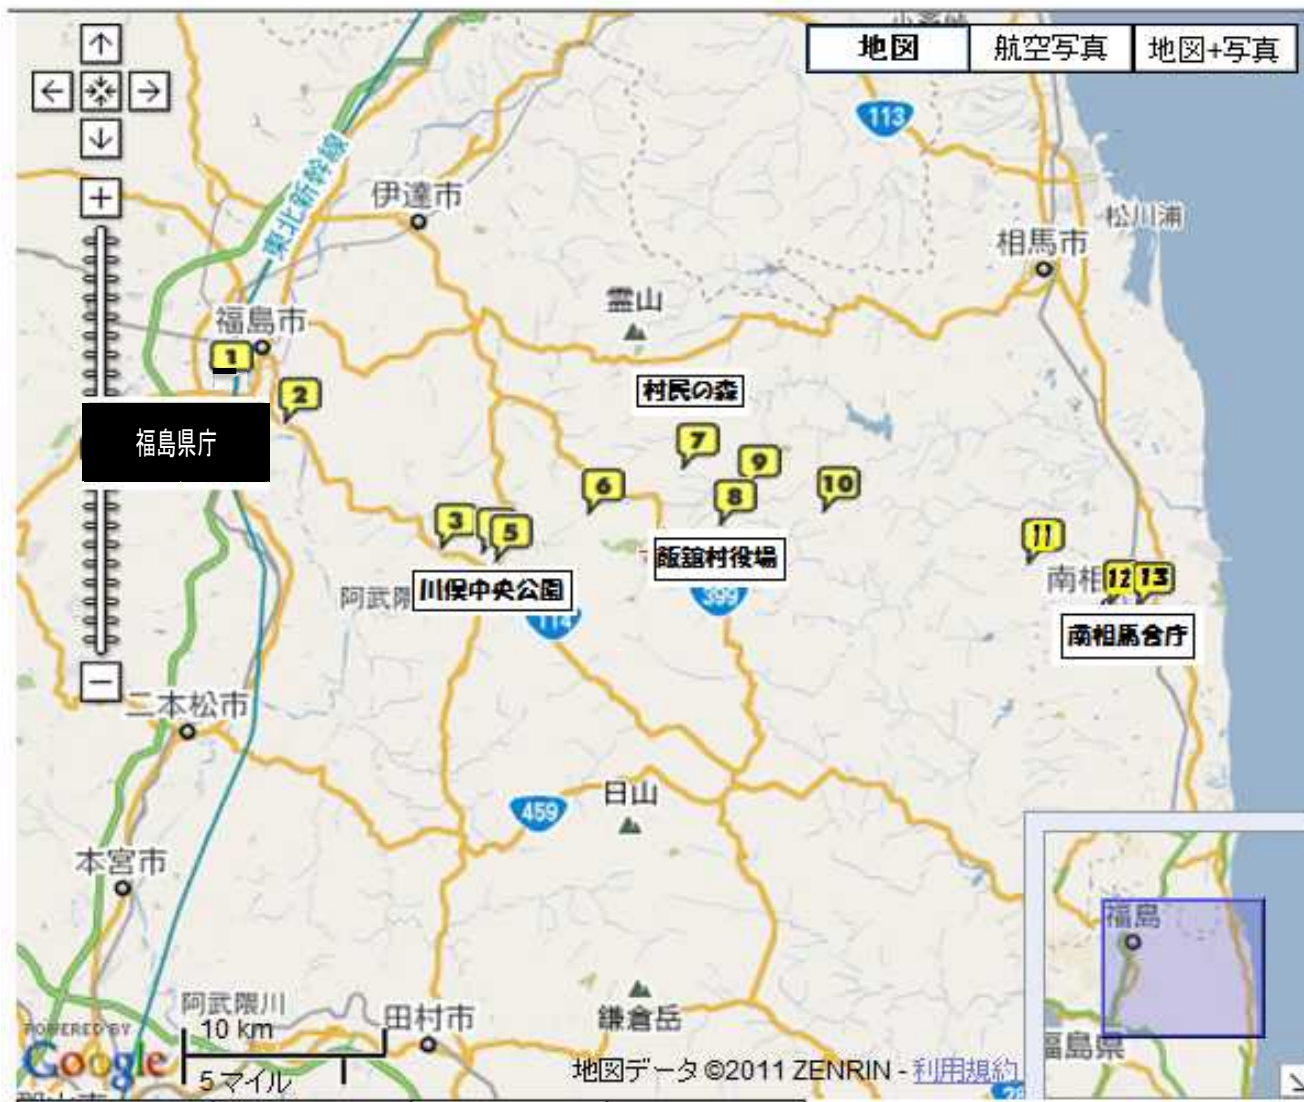 地図
航空写真
地図+写真
113
東北新幹線
伊達市
松川浦
相馬市
霊山
福島市
1
村民の森
2
福島県庁
7
9
6
8
10
3
5
11
飯舘村役場
南相
12
13
川俣中央公園
399
114
南相馬合庁
二本松市
日山
459
本宮市
福島
阿武隈川
田村市
鎌倉岳
福島県
POWERED BY
Google
10 km
5 マイル
地図データ ©2011 ZENRIN - 利用規約